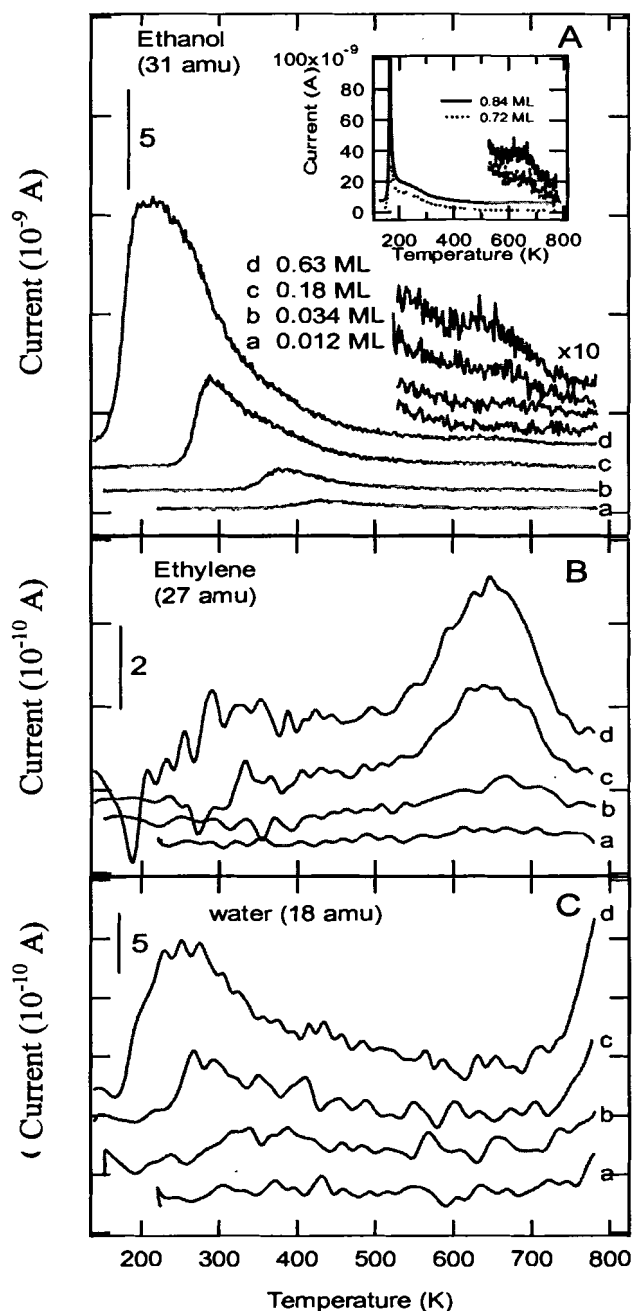 Ethanol
(31 amu)
A
5
100x10⁻⁹
80
60
40
20
0
Current (A)
0.84 ML
0.72 ML
200 400 600 800
Temperature (K)
d 0.63 ML
c 0.18 ML
b 0.034 ML
a 0.012 ML
x10
d
c
b
a
Current (10⁻⁹ A)
Ethylene
(27 amu)
B
2
d
c
b
a
Current (10⁻¹⁰ A)
water (18 amu)
C
5
d
c
b
a
( Current (10⁻¹⁰ A)
200 300 400 500 600 700 800
Temperature (K)